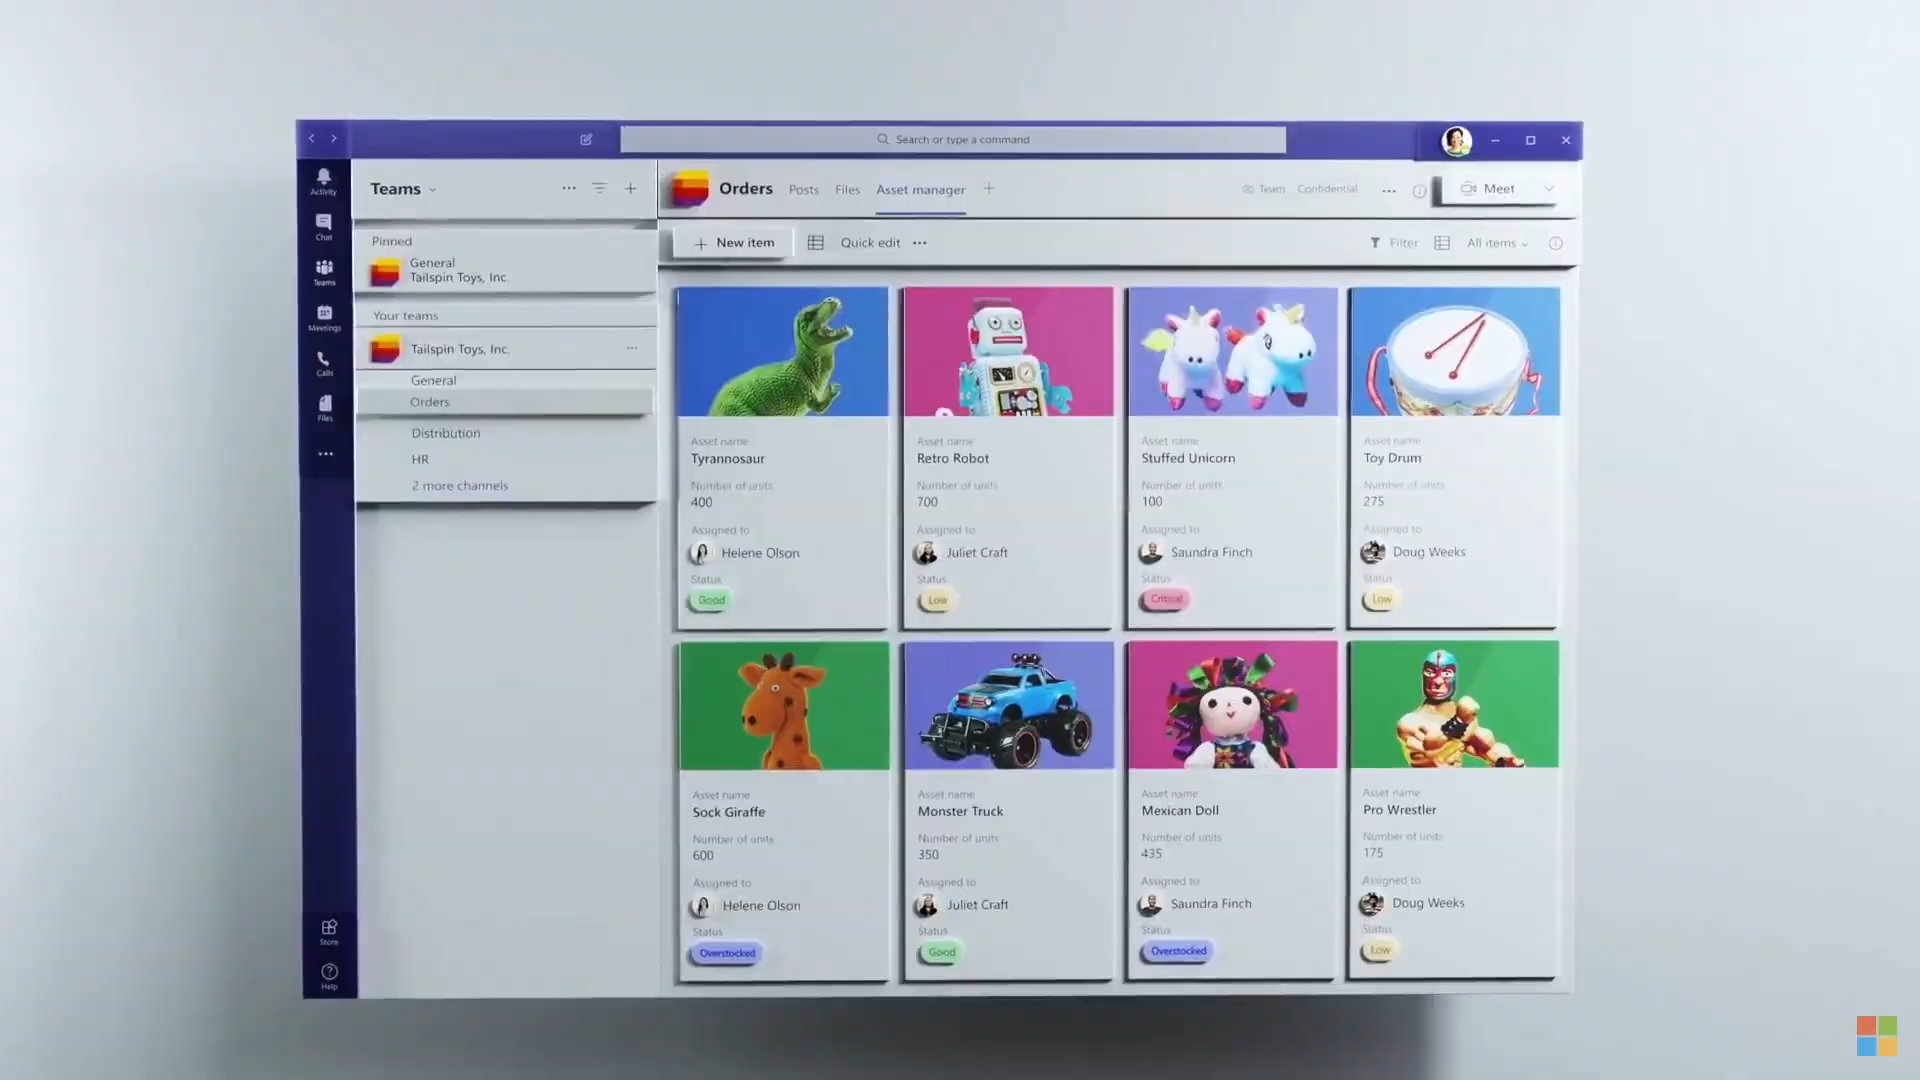 Search or type a command
Activity
Chat
Teams
Meetings
Calls
Files
Store
Help
Teams
Pinned
General
Tailspin Toys, Inc.
Your teams
Tailspin Toys, Inc.
General
Orders
Distribution
HR
2 more channels
Orders Posts Files Asset manager
Team Confidential
Meet
New item Quick edit
Filter All items
Asset name
Tyrannosaur
Number of units
400
Assigned to
Helene Olson
Status
Good
Asset name
Retro Robot
Number of units
700
Assigned to
Juliet Craft
Status
Low
Asset name
Stuffed Unicorn
Number of units
100
Assigned to
Saundra Finch
Status
Critical
Asset name
Toy Drum
Number of units
275
Assigned to
Doug Weeks
Status
Low
Asset name
Sock Giraffe
Number of units
600
Assigned to
Helene Olson
Status
Overstocked
Asset name
Monster Truck
Number of units
350
Assigned to
Juliet Craft
Status
Good
Asset name
Mexican Doll
Number of units
435
Assigned to
Saundra Finch
Status
Overstocked
Asset name
Pro Wrestler
Number of units
175
Assigned to
Doug Weeks
Status
Low